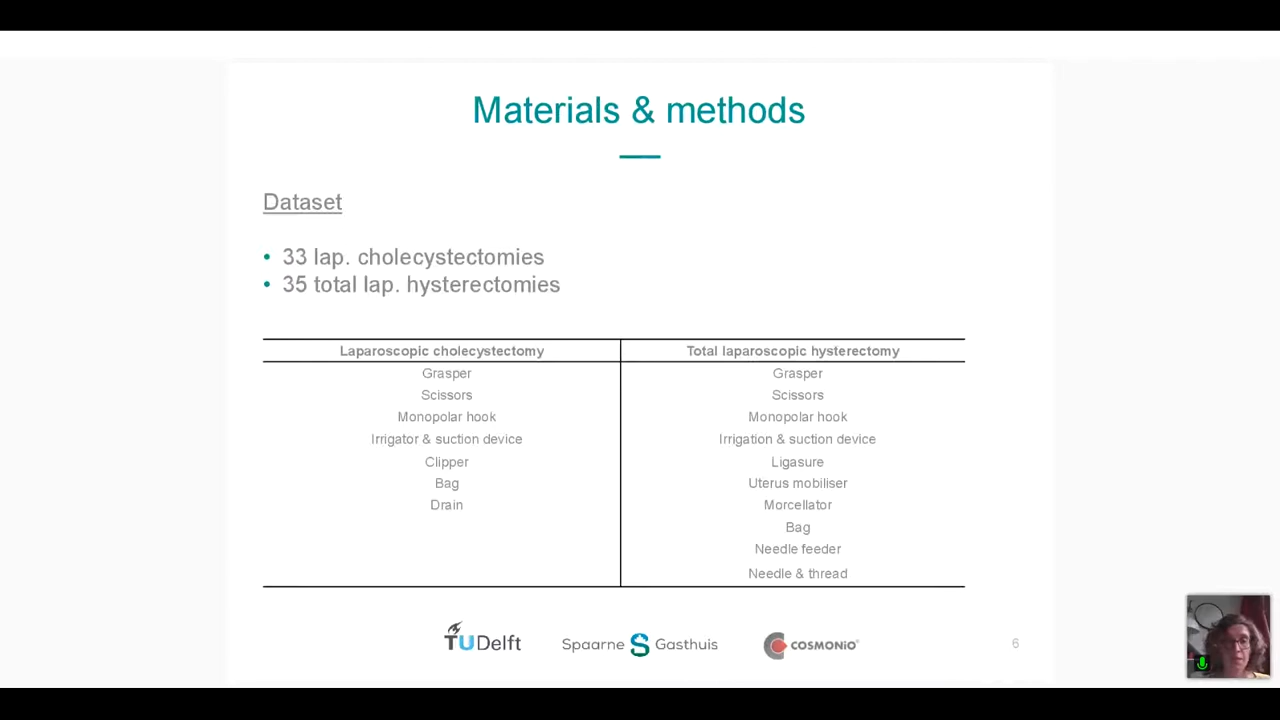 Materials & methods
Dataset
• 33 lap. cholecystectomies
• 35 total lap. hysterectomies
Laparoscopic cholecystectomy Total laparoscopic hysterectomy
Grasper Grasper
Scissors Scissors
Monopolar hook Monopolar hook
Irrigator & suction device Irrigation & suction device
Clipper Ligasure
Bag Uterus mobiliser
Drain Morcellator
Bag
Needle feeder
Needle & thread
TUDelft Spaarne Gasthuis COSMONiO® 6